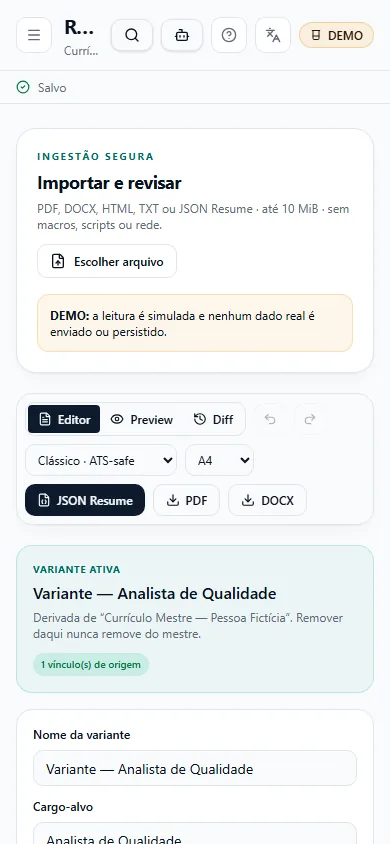 R...
Currí...
DEMO
Salvo
INGESTÃO SEGURA
Importar e revisar
PDF, DOCX, HTML, TXT ou JSON Resume · até 10 MiB · sem
macros, scripts ou rede.
Escolher arquivo
DEMO: a leitura é simulada e nenhum dado real é
enviado ou persistido.
Editor Preview Diff
Clássico · ATS-safe A4
JSON Resume PDF DOCX
VARIANTE ATIVA
Variante — Analista de Qualidade
Derivada de “Currículo Mestre — Pessoa Fictícia”. Remover
daqui nunca remove do mestre.
1 vínculo(s) de origem
Nome da variante
Variante — Analista de Qualidade
Cargo-alvo
Analista de Qualidade